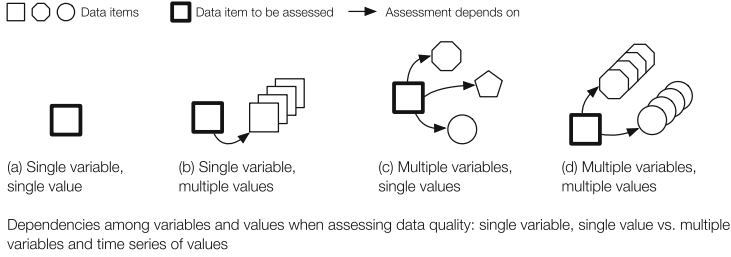 Data items
Data item to be assessed
Assessment depends on
(a) Single variable,
single value
(b) Single variable,
multiple values
(c) Multiple variables,
single values
(d) Multiple variables,
multiple values
Dependencies among variables and values when assessing data quality: single variable, single value vs. multiple
variables and time series of values